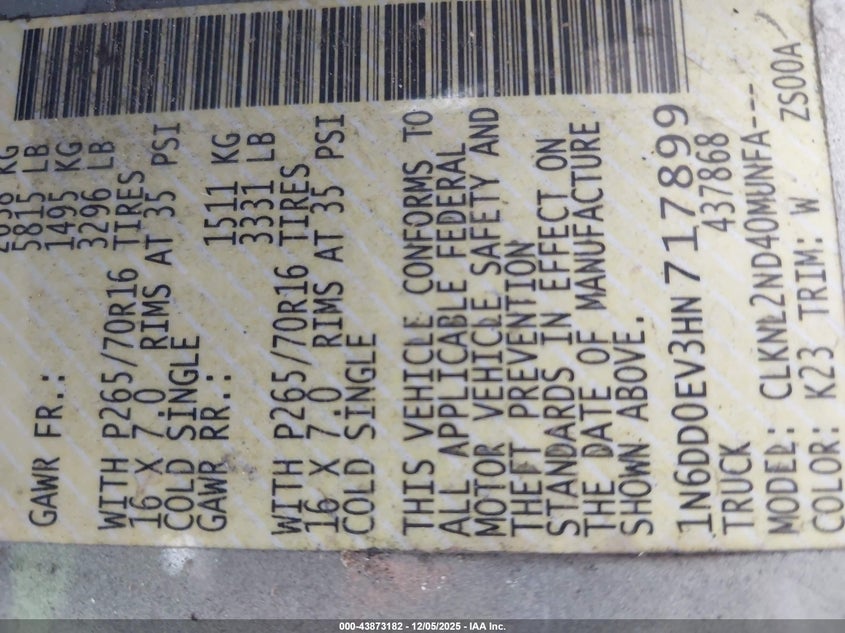 5815 LB
GAWR FR.: 1495 KG
3296 LB
WITH P265/70R16 TIRES
16 X 7.0 RIMS AT 35 PSI
COLD SINGLE
GAWR RR.: 1511 KG
3331 LB
WITH P265/70R16 TIRES
16 X 7.0 RIMS AT 35 PSI
COLD SINGLE
THIS VEHICLE CONFORMS TO
ALL APPLICABLE FEDERAL
MOTOR VEHICLE SAFETY AND
THEFT PREVENTION
STANDARDS IN EFFECT ON
THE DATE OF MANUFACTURE
SHOWN ABOVE.
1N6DD0EV3HN717899
TRUCK 437868
MODEL: CLKNL2ND40MUNFA---
COLOR: K23 TRIM: W ZS00A
000-43873182 - 12/05/2025 - IAA Inc.